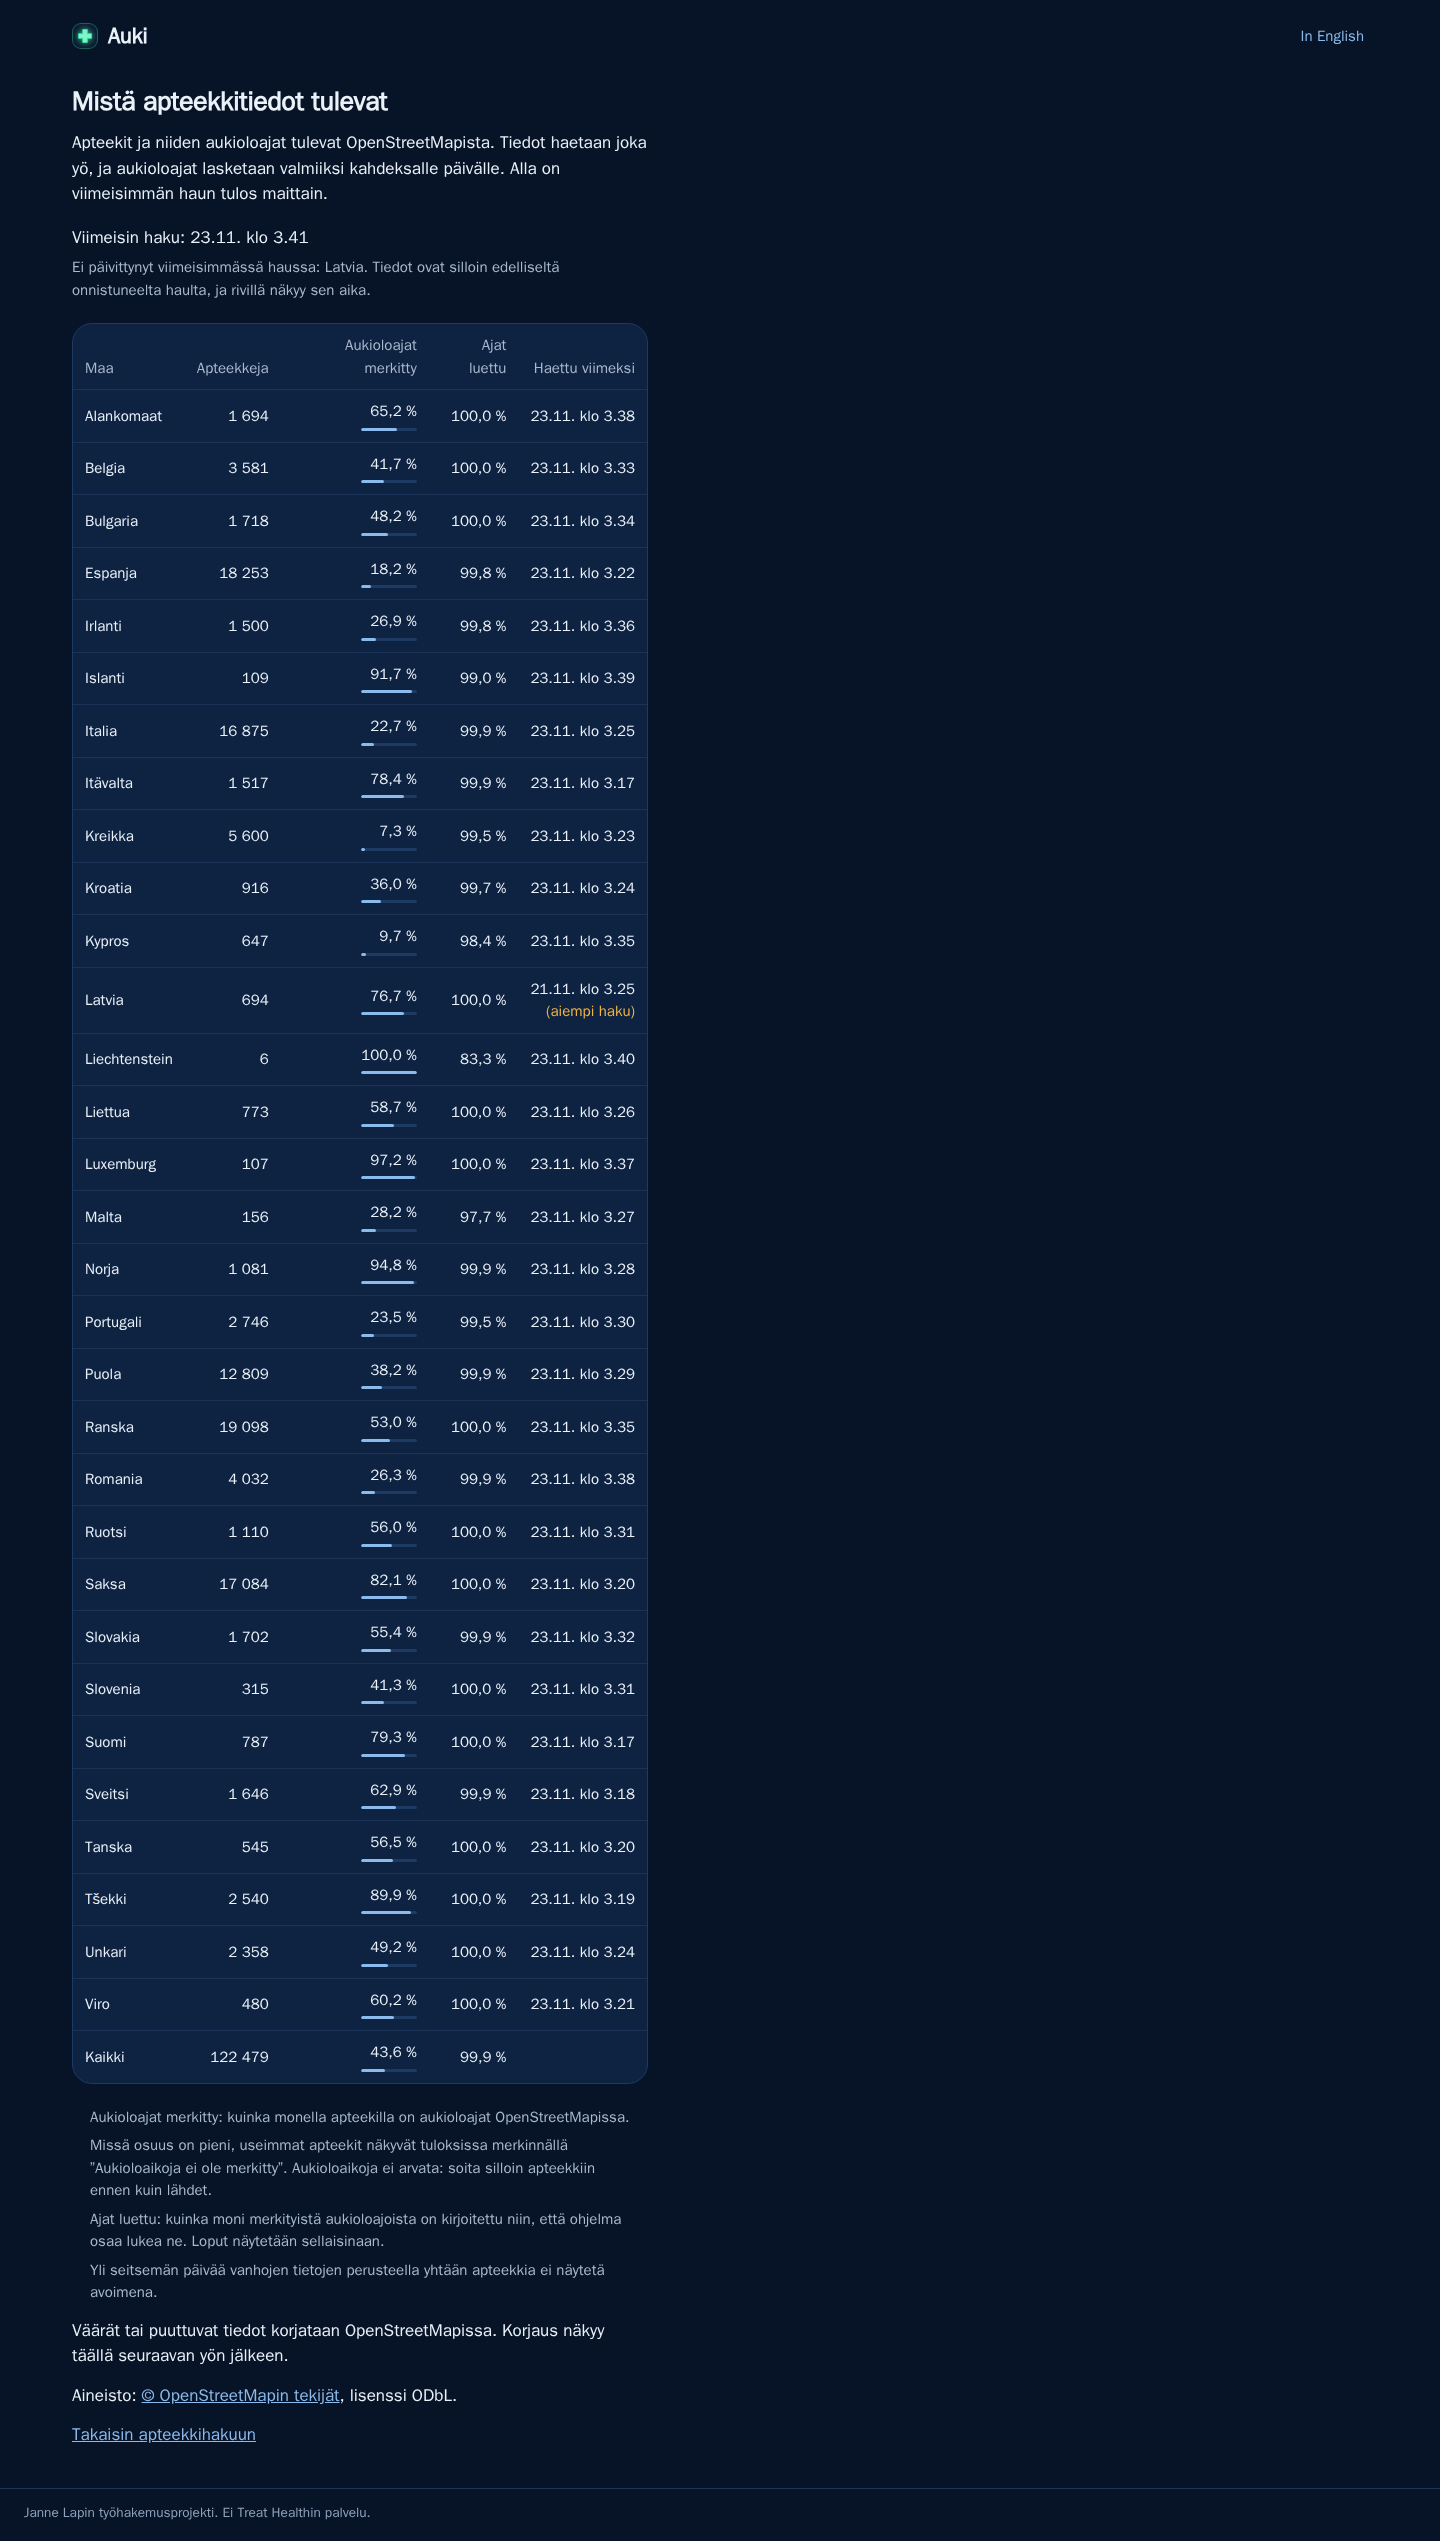 Auki
In English
Mistä apteekkitiedot tulevat
Apteekit ja niiden aukioloajat tulevat OpenStreetMapista. Tiedot haetaan joka
yö, ja aukioloajat lasketaan valmiiksi kahdeksalle päivälle. Alla on
viimeisimmän haun tulos maittain.
Viimeisin haku: 23.11. klo 3.41
Ei päivittynyt viimeisimmässä haussa: Latvia. Tiedot ovat silloin edelliseltä
onnistuneelta haulta, ja rivillä näkyy sen aika.
Maa Apteekkeja Aukioloajat merkitty Ajat luettu Haettu viimeksi
Alankomaat 1 694 65,2 % 100,0 % 23.11. klo 3.38
Belgia 3 581 41,7 % 100,0 % 23.11. klo 3.33
Bulgaria 1 718 48,2 % 100,0 % 23.11. klo 3.34
Espanja 18 253 18,2 % 99,8 % 23.11. klo 3.22
Irlanti 1 500 26,9 % 99,8 % 23.11. klo 3.36
Islanti 109 91,7 % 99,0 % 23.11. klo 3.39
Italia 16 875 22,7 % 99,9 % 23.11. klo 3.25
Itävalta 1 517 78,4 % 99,9 % 23.11. klo 3.17
Kreikka 5 600 7,3 % 99,5 % 23.11. klo 3.23
Kroatia 916 36,0 % 99,7 % 23.11. klo 3.24
Kypros 647 9,7 % 98,4 % 23.11. klo 3.35
Latvia 694 76,7 % 100,0 % 21.11. klo 3.25
(aiempi haku)
Liechtenstein 6 100,0 % 83,3 % 23.11. klo 3.40
Liettua 773 58,7 % 100,0 % 23.11. klo 3.26
Luxemburg 107 97,2 % 100,0 % 23.11. klo 3.37
Malta 156 28,2 % 97,7 % 23.11. klo 3.27
Norja 1 081 94,8 % 99,9 % 23.11. klo 3.28
Portugali 2 746 23,5 % 99,5 % 23.11. klo 3.30
Puola 12 809 38,2 % 99,9 % 23.11. klo 3.29
Ranska 19 098 53,0 % 100,0 % 23.11. klo 3.35
Romania 4 032 26,3 % 99,9 % 23.11. klo 3.38
Ruotsi 1 110 56,0 % 100,0 % 23.11. klo 3.31
Saksa 17 084 82,1 % 100,0 % 23.11. klo 3.20
Slovakia 1 702 55,4 % 99,9 % 23.11. klo 3.32
Slovenia 315 41,3 % 100,0 % 23.11. klo 3.31
Suomi 787 79,3 % 100,0 % 23.11. klo 3.17
Sveitsi 1 646 62,9 % 99,9 % 23.11. klo 3.18
Tanska 545 56,5 % 100,0 % 23.11. klo 3.20
Tšekki 2 540 89,9 % 100,0 % 23.11. klo 3.19
Unkari 2 358 49,2 % 100,0 % 23.11. klo 3.24
Viro 480 60,2 % 100,0 % 23.11. klo 3.21
Kaikki 122 479 43,6 % 99,9 %
Aukioloajat merkitty: kuinka monella apteekilla on aukioloajat OpenStreetMapissa.
Missä osuus on pieni, useimmat apteekit näkyvät tuloksissa merkinnällä
"Aukioloaikoja ei ole merkitty". Aukioloaikoja ei arvata: soita silloin apteekkiin
ennen kuin lähdet.
Ajat luettu: kuinka moni merkityistä aukioloajoista on kirjoitettu niin, että ohjelma
osaa lukea ne. Loput näytetään sellaisinaan.
Yli seitsemän päivää vanhojen tietojen perusteella yhtään apteekkia ei näytetä
avoimena.
Väärät tai puuttuvat tiedot korjataan OpenStreetMapissa. Korjaus näkyy
täällä seuraavan yön jälkeen.
Aineisto: © OpenStreetMapin tekijät, lisenssi ODbL.
Takaisin apteekkihakuun
Janne Lapin työhakemusprojekti. Ei Treat Healthin palvelu.